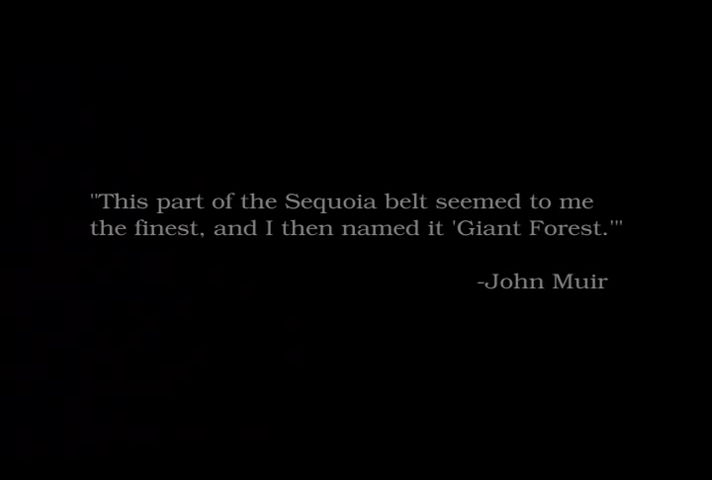 "This part of the Sequoia belt seemed to me
the finest, and I then named it 'Giant Forest.'"
-John Muir